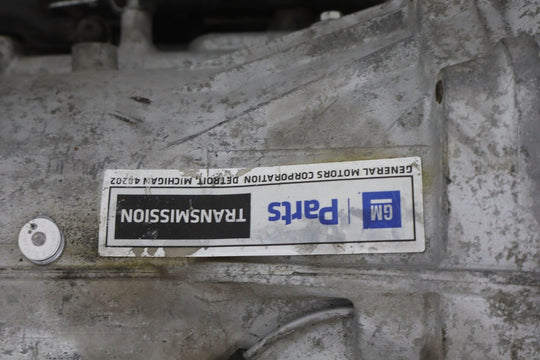 GM Parts TRANSMISSION
GENERAL MOTORS CORPORATION DETROIT, MICHIGAN 48202